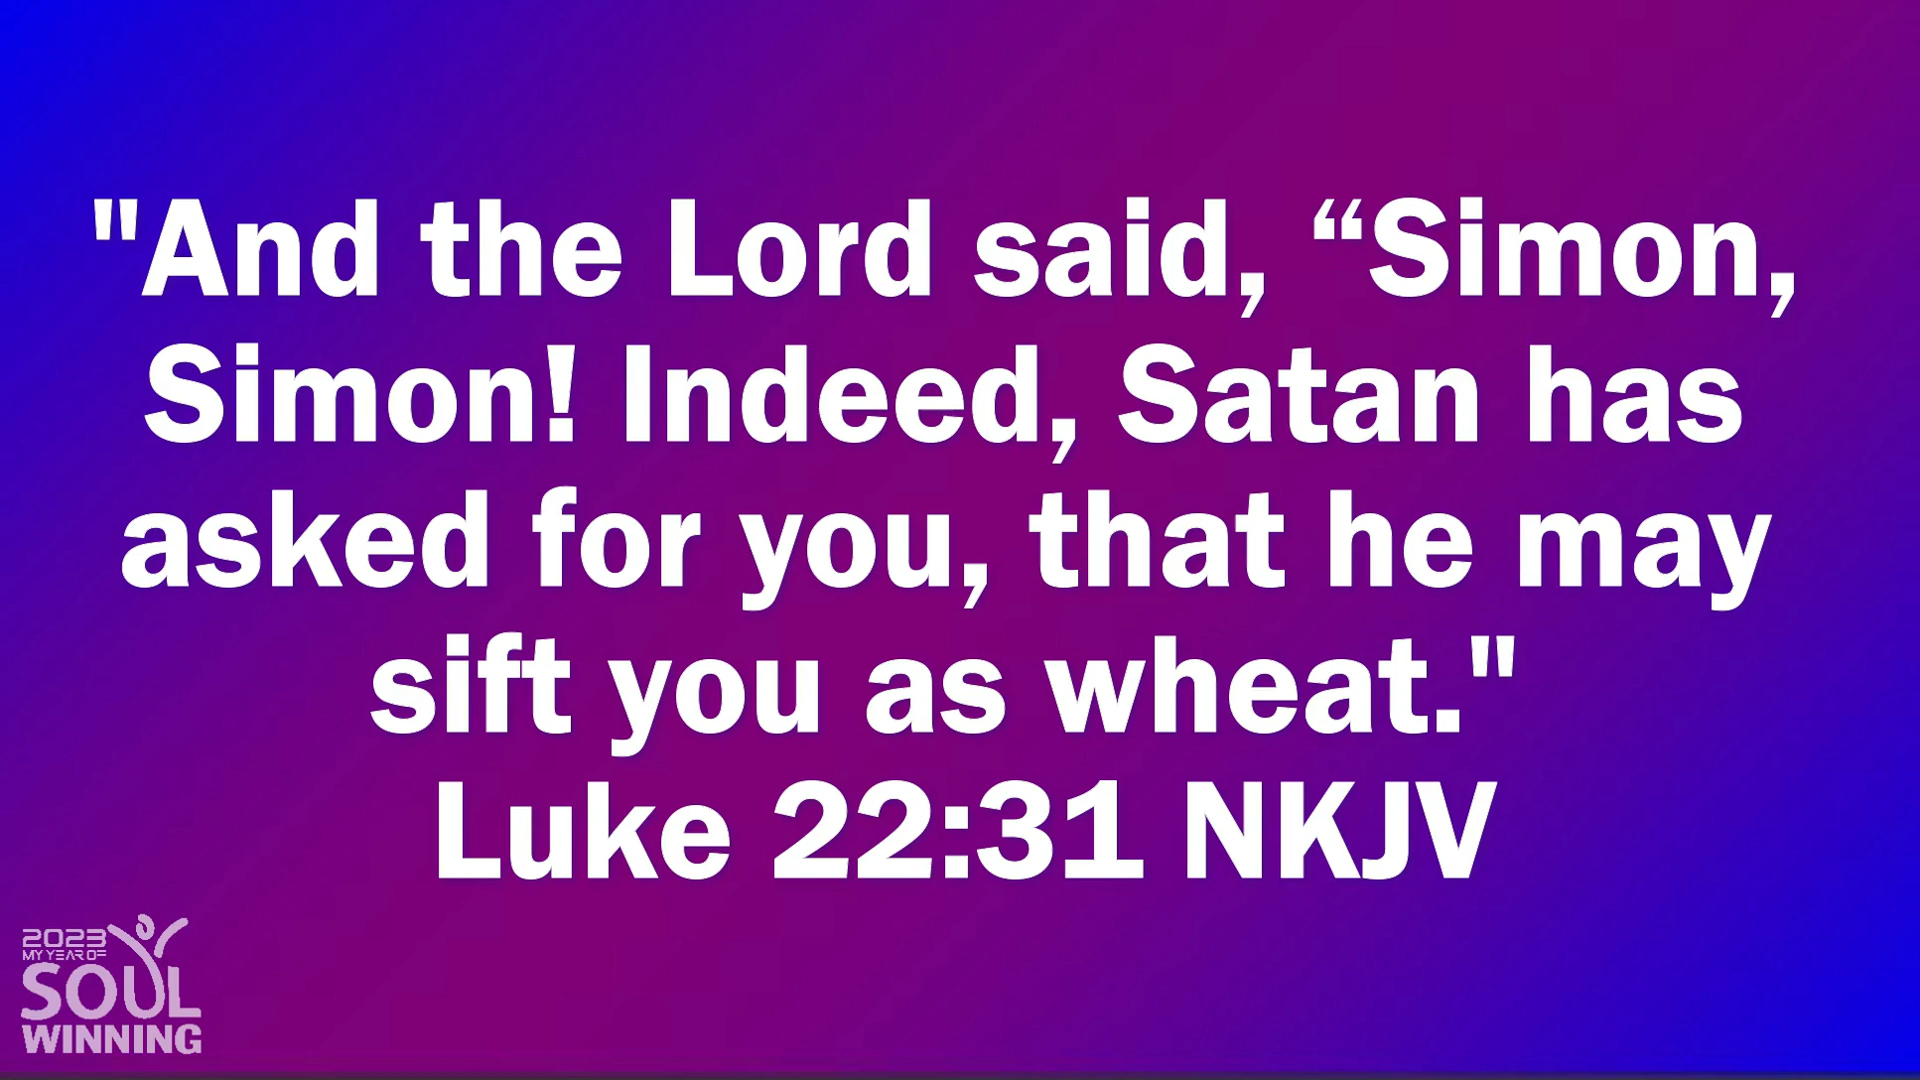 "And the Lord said, “Simon,
Simon! Indeed, Satan has
asked for you, that he may
sift you as wheat."
Luke 22:31 NKJV
2023
MY YEAR OF
SOUL
WINNING